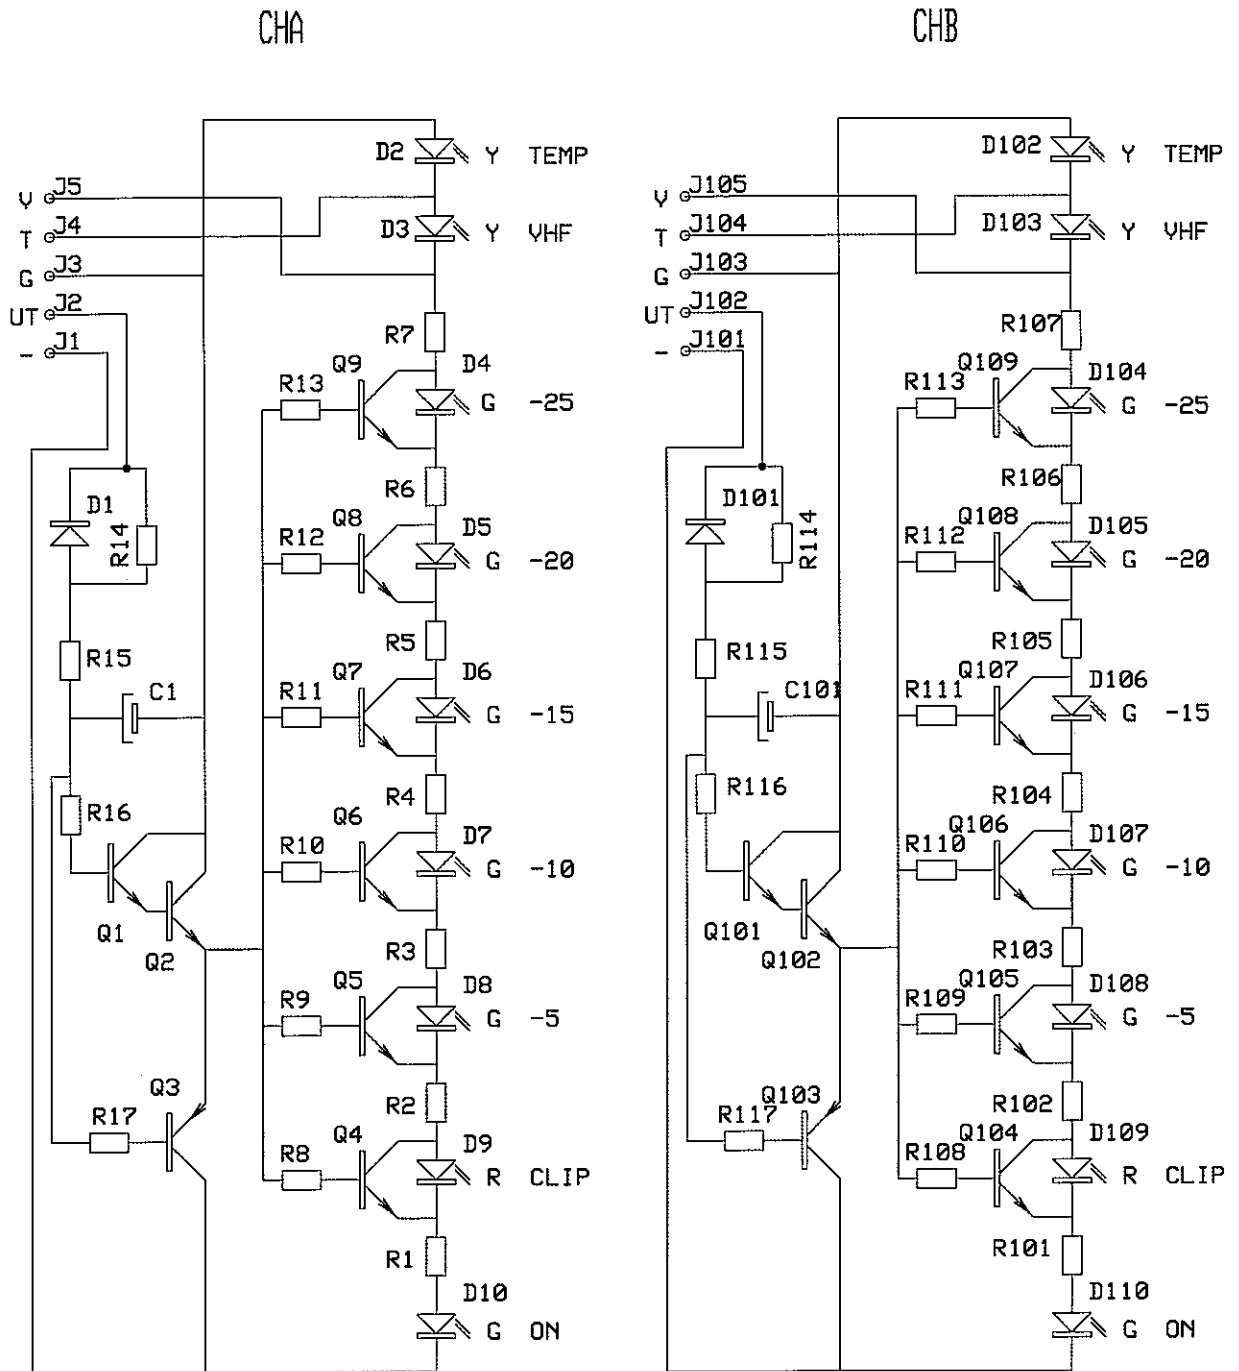 CHA
D2 Y TEMP
V J5
T J4 D3 Y VHF
G J3
UT J2
- J1
R7
R13 Q9 D4
G -25
D1 R14
R6
R12 Q8 D5
G -20
R15
R5
C1
R11 Q7 D6
G -15
R16
R4
Q6 D7
R10
G -10
Q1 Q2
R3
Q5 D8
R9
G -5
Q3
R17
R2
Q4 D9
R8
R CLIP
R1
D10
G ON
CHB
D102 Y TEMP
V J105
T J104 D103 Y VHF
G J103
UT J102
- J101
R107
R113 Q109 D104
G -25
D101 R114
R106
R112 Q108 D105
G -20
R115
R105
C101
R111 Q107 D106
G -15
R116
R104
Q106 D107
R110
G -10
Q101 Q102
R103
Q105 D108
R109
G -5
Q103
R117
R102
Q104 D109
R108
R CLIP
R101
D110
G ON